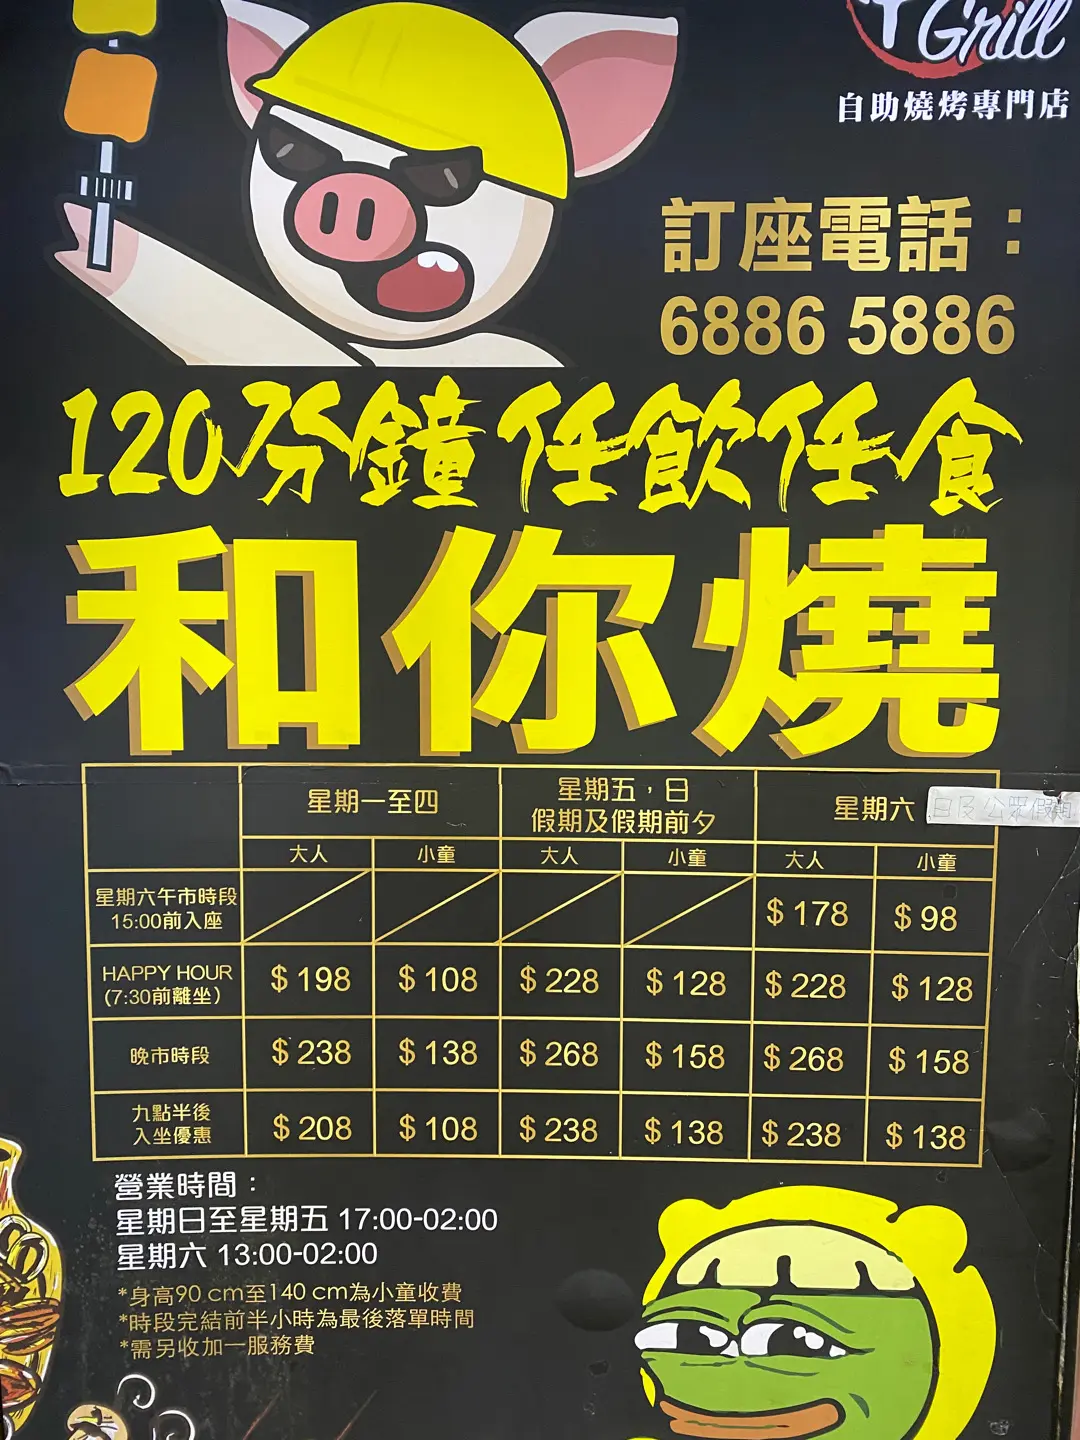 Grill
自助燒烤專門店
訂座電話：
6886 5886
120分鐘任飲任食
和你燒
星期一至四
星期五，日
假期及假期前夕
星期六 日及公眾假期
大人 小童 大人 小童 大人 小童
星期六午市時段
15:00前入座
$178 $98
HAPPY HOUR
(7:30前離坐)
$198 $108 $228 $128 $228 $128
晚市時段
$238 $138 $268 $158 $268 $158
九點半後
入坐優惠
$208 $108 $238 $138 $238 $138
營業時間：
星期日至星期五 17:00-02:00
星期六 13:00-02:00
*身高90 cm至140 cm為小童收費
*時段完結前半小時為最後落單時間
*需另收加一服務費